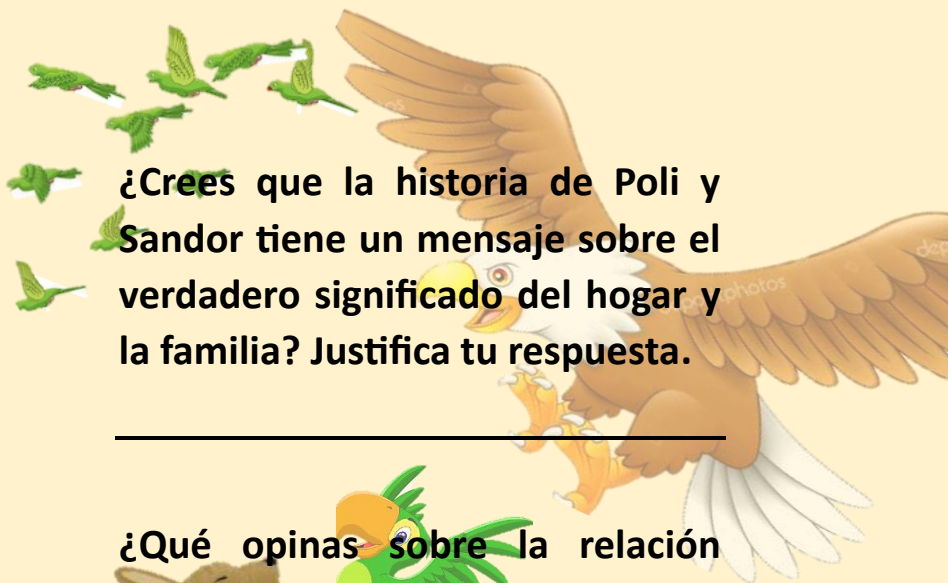 ¿Crees que la historia de Poli y
Sandor tiene un mensaje sobre el
verdadero significado del hogar y
la familia? Justifica tu respuesta.
¿Qué opinas sobre la relación